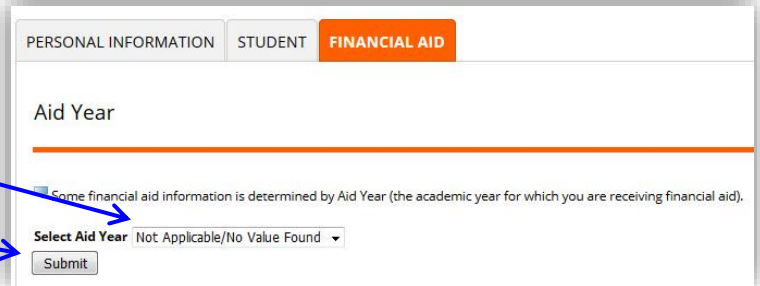 PERSONAL INFORMATION STUDENT FINANCIAL AID
Aid Year
Some financial aid information is determined by Aid Year (the academic year for which you are receiving financial aid).
Select Aid Year Not Applicable/No Value Found
Submit